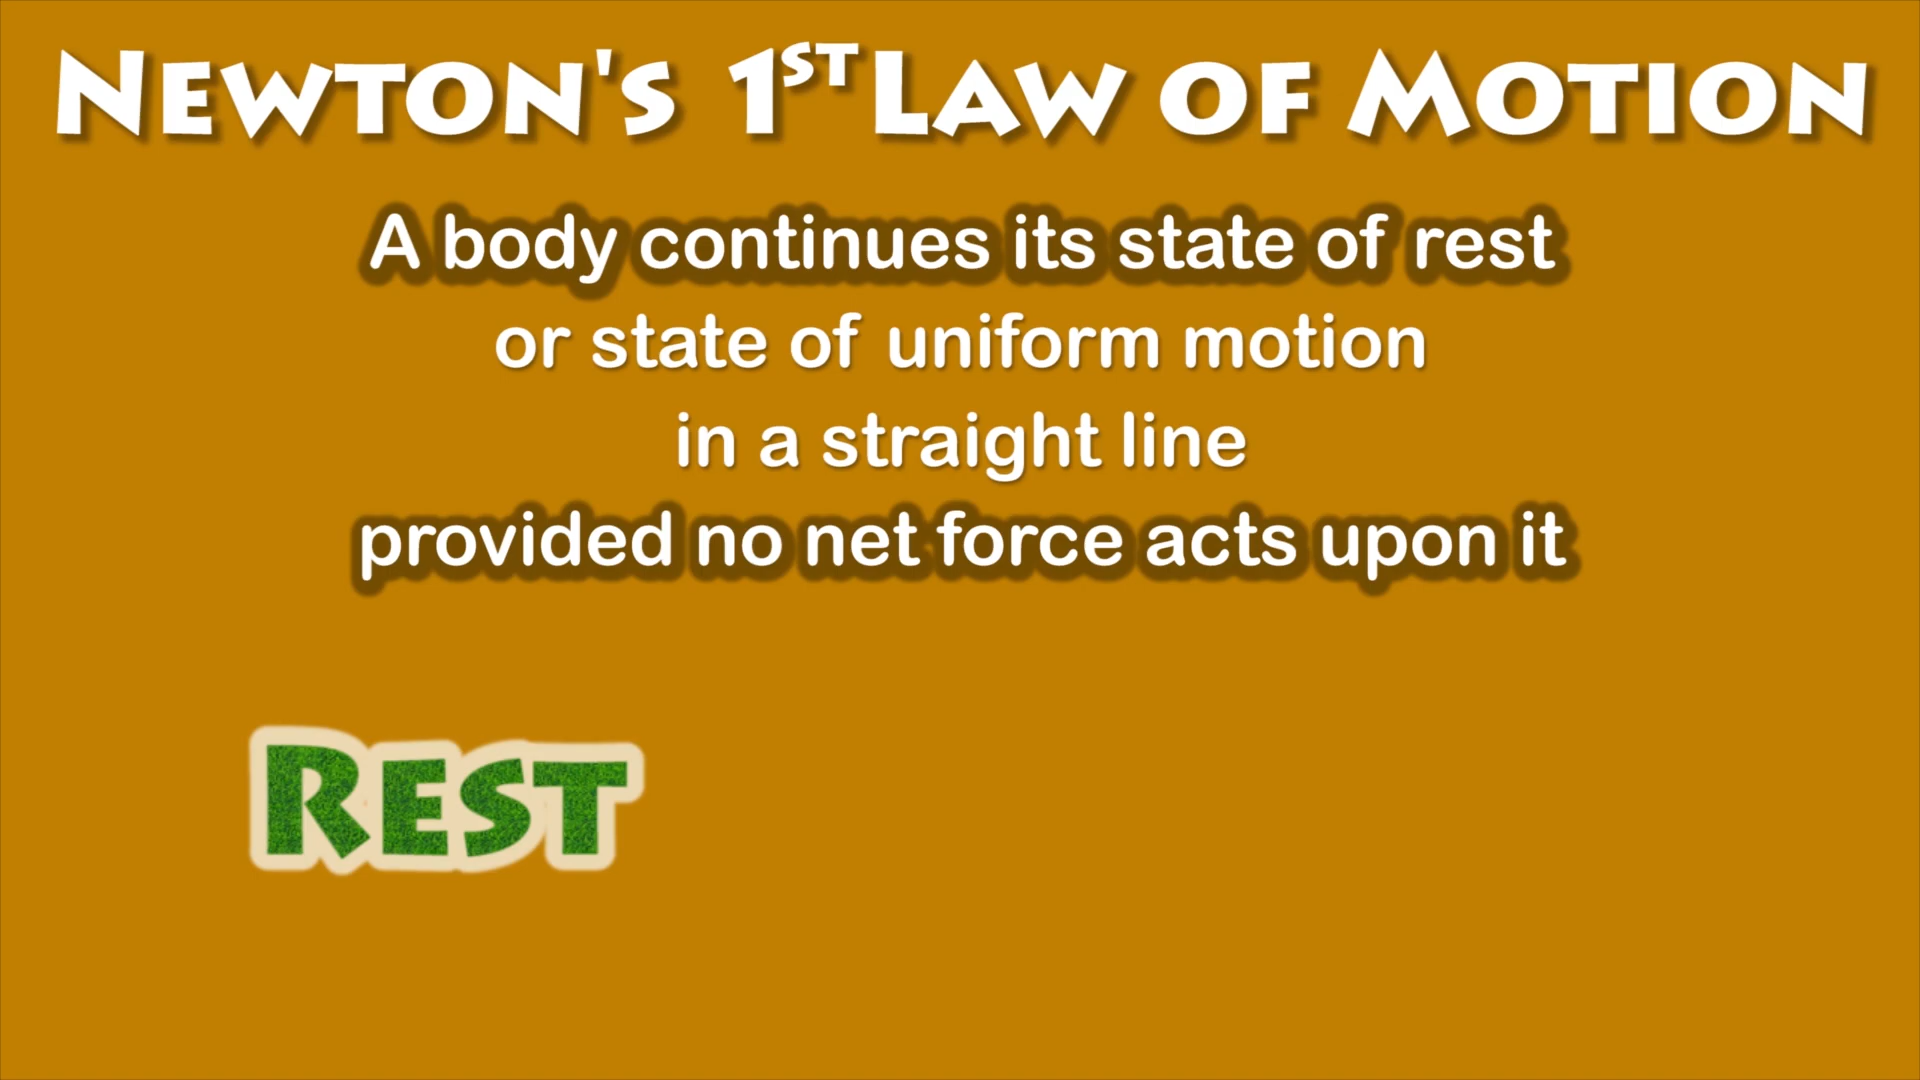 Newton's 1st Law of Motion
A body continues its state of rest
or state of uniform motion
in a straight line
provided no net force acts upon it
Rest